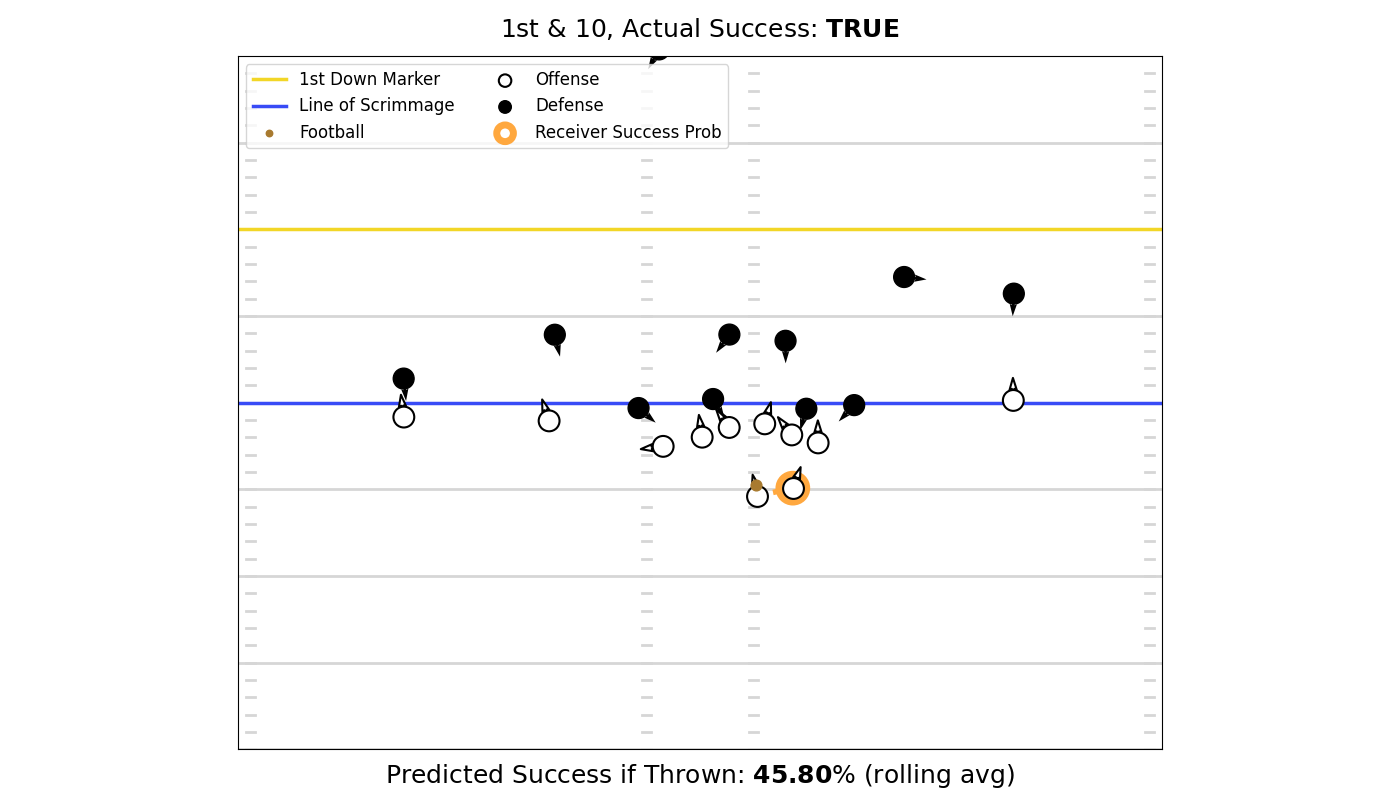 1st & 10, Actual Success: TRUE
1st Down Marker
Line of Scrimmage
Football
Offense
Defense
Receiver Success Prob
Predicted Success if Thrown: 45.80% (rolling avg)